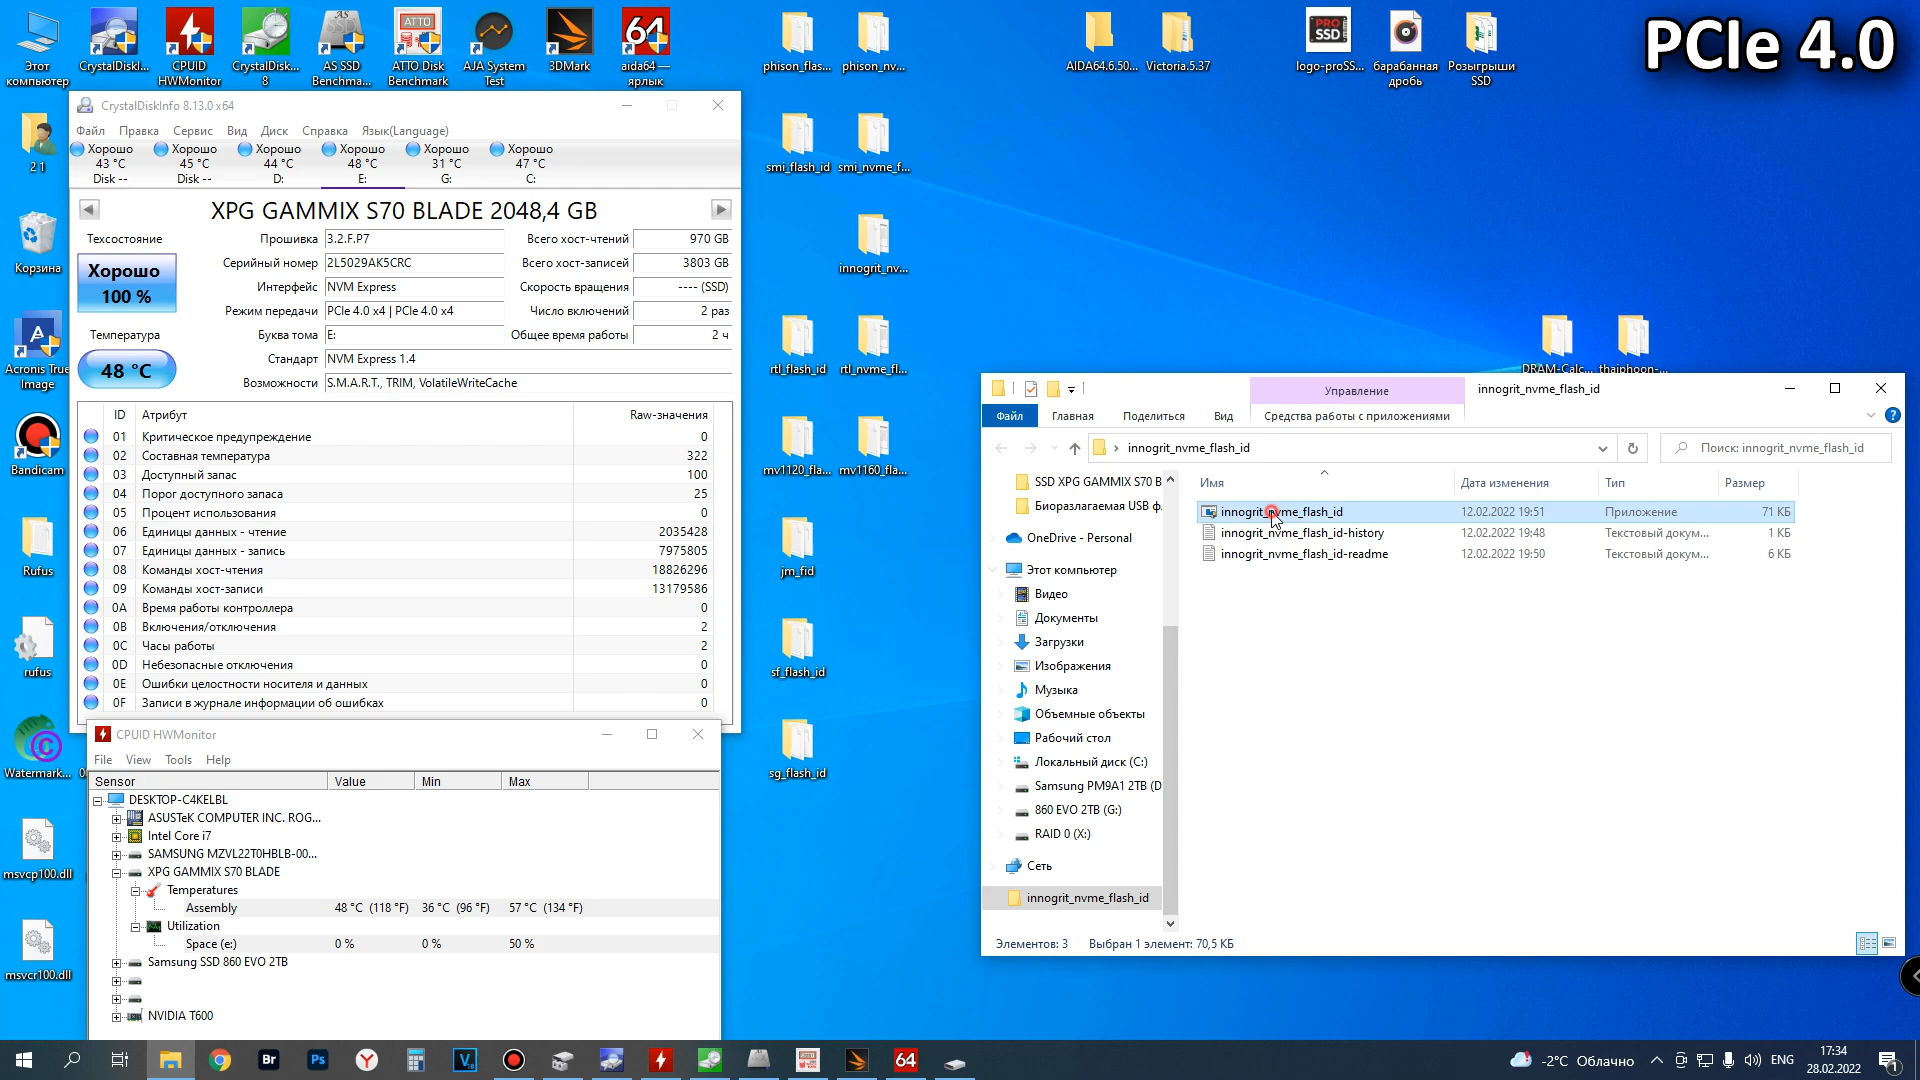 PCIe 4.0
Этот компьютер
CrystalDiskI...
CPUID HWMonitor
CrystalDisk... 8
AS SSD Benchma...
ATTO Disk Benchmark
AJA System Test
3DMark
aida64 — ярлык
phison_flas...
phison_nv...
AIDA64.6.50...
Victoria.5.37
logo-proSS...
барабанная дробь
Розыгрыши SSD
2 1
Корзина
Acronis True Image
Bandicam
Rufus
rufus
Watermark...
msvcp100.dll
msvcr100.dll
smi_flash_id
smi_nvme_f...
innogrit_nv...
rtl_flash_id
rtl_nvme_fl...
mv1120_fla...
mv1160_fla...
jm_fid
sf_flash_id
sg_flash_id
DRAM-Calc...
thaiphoon-...
CrystalDiskInfo 8.13.0 x64
Файл Правка Сервис Вид Диск Справка Язык(Language)
Хорошо Хорошо Хорошо Хорошо Хорошо Хорошо
43 °C 45 °C 44 °C 48 °C 31 °C 47 °C
Disk -- Disk -- D: E: G: C:
XPG GAMMIX S70 BLADE 2048,4 GB
Техсостояние
Хорошо
100 %
Температура
48 °C
Прошивка 3.2.F.P7 Всего хост-чтений 970 GB
Серийный номер 2L5029AK5CRC Всего хост-записей 3803 GB
Интерфейс NVM Express Скорость вращения ---- (SSD)
Режим передачи PCIe 4.0 x4 | PCIe 4.0 x4 Число включений 2 раз
Буква тома E: Общее время работы 2 ч
Стандарт NVM Express 1.4
Возможности S.M.A.R.T., TRIM, VolatileWriteCache
ID Атрибут Raw-значения
01 Критическое предупреждение 0
02 Составная температура 322
03 Доступный запас 100
04 Порог доступного запаса 25
05 Процент использования 0
06 Единицы данных - чтение 2035428
07 Единицы данных - запись 7975805
08 Команды хост-чтения 18826296
09 Команды хост-записи 13179586
0A Время работы контроллера 0
0B Включения/отключения 2
0C Часы работы 2
0D Небезопасные отключения 0
0E Ошибки целостности носителя и данных 0
0F Записи в журнале информации об ошибках 0
CPUID HWMonitor
File View Tools Help
Sensor Value Min Max
DESKTOP-C4KELBL
ASUSTeK COMPUTER INC. ROG...
Intel Core i7
SAMSUNG MZVL22T0HBLB-00...
XPG GAMMIX S70 BLADE
Temperatures
Assembly 48 °C (118 °F) 36 °C (96 °F) 57 °C (134 °F)
Utilization
Space (e:) 0 % 0 % 50 %
Samsung SSD 860 EVO 2TB
NVIDIA T600
Управление innogrit_nvme_flash_id
Файл Главная Поделиться Вид Средства работы с приложениями
innogrit_nvme_flash_id
Поиск: innogrit_nvme_flash_id
Имя Дата изменения Тип Размер
innogrit_nvme_flash_id 12.02.2022 19:51 Приложение 71 КБ
innogrit_nvme_flash_id-history 12.02.2022 19:48 Текстовый докум... 1 КБ
innogrit_nvme_flash_id-readme 12.02.2022 19:50 Текстовый докум... 6 КБ
SSD XPG GAMMIX S70 B
Биоразлагаемая USB ф.
OneDrive - Personal
Этот компьютер
Видео
Документы
Загрузки
Изображения
Музыка
Объемные объекты
Рабочий стол
Локальный диск (C:)
Samsung PM9A1 2TB (D
860 EVO 2TB (G:)
RAID 0 (X:)
Сеть
innogrit_nvme_flash_id
Элементов: 3 Выбран 1 элемент: 70,5 КБ
-2°C Облачно
ENG
17:34
28.02.2022